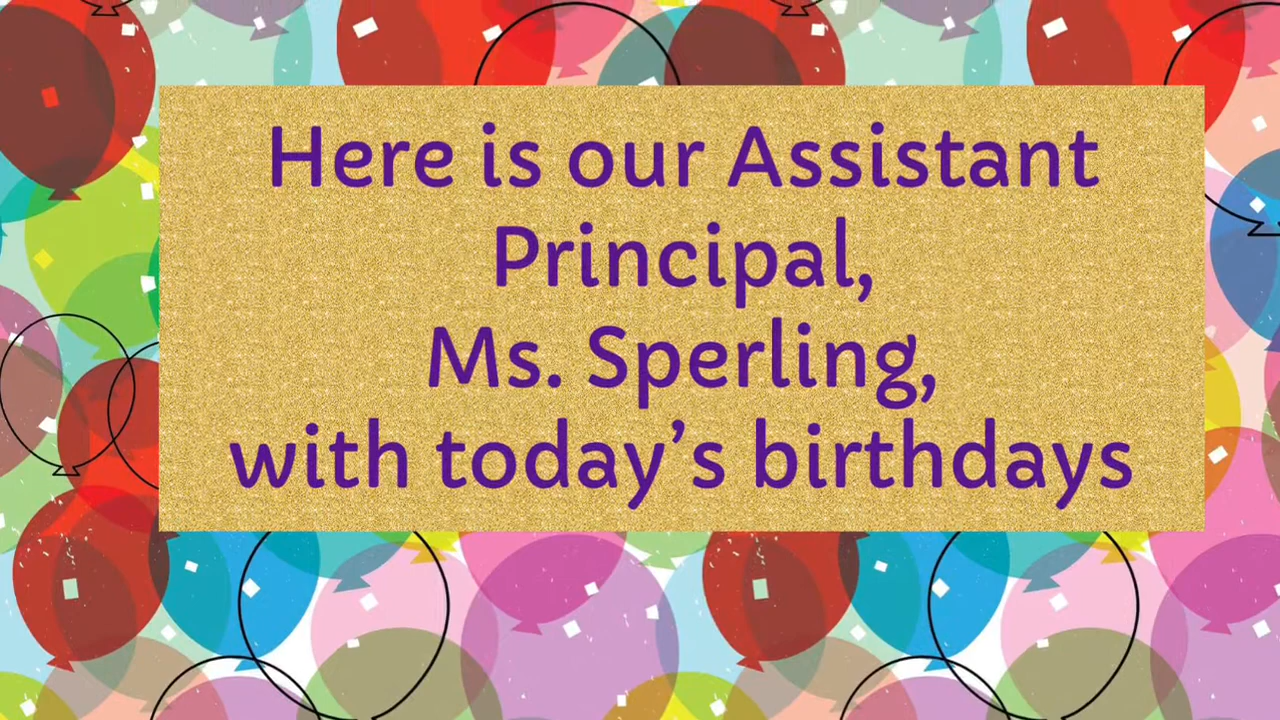 Here is our Assistant
Principal,
Ms. Sperling,
with today’s birthdays